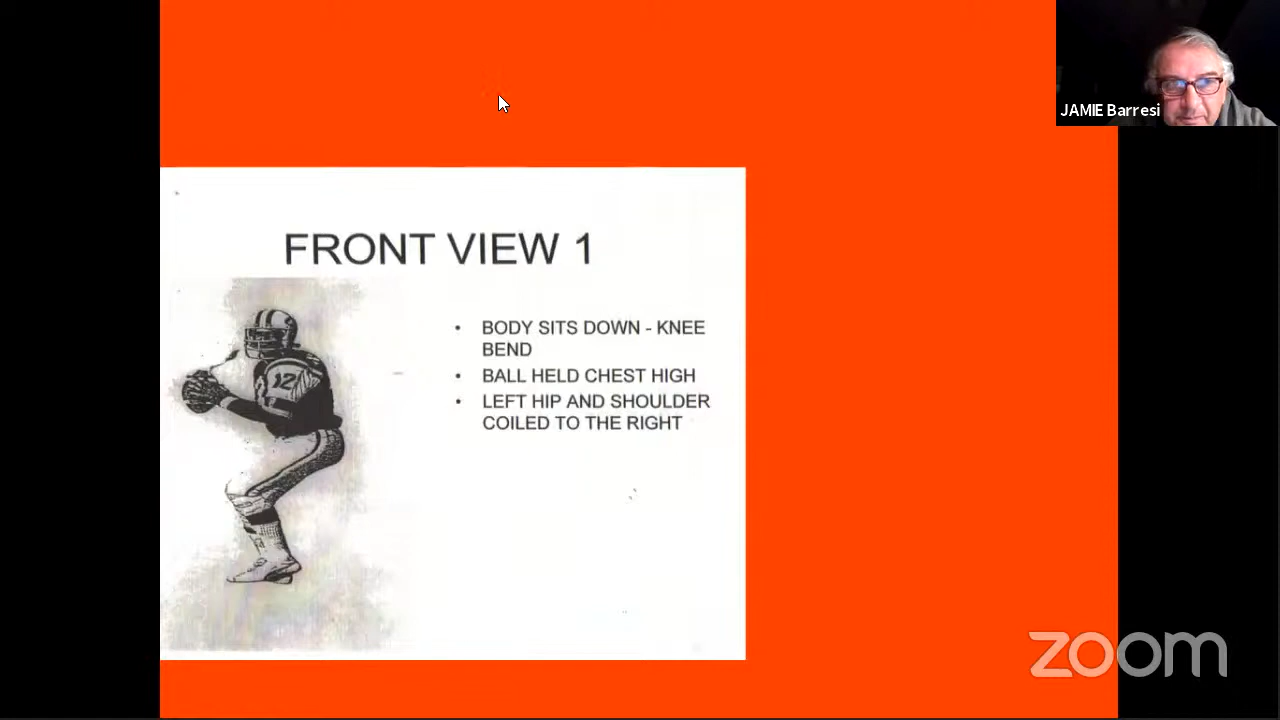 JAMIE Barresi
FRONT VIEW 1
12
• BODY SITS DOWN - KNEE
BEND
• BALL HELD CHEST HIGH
• LEFT HIP AND SHOULDER
COILED TO THE RIGHT
zoom